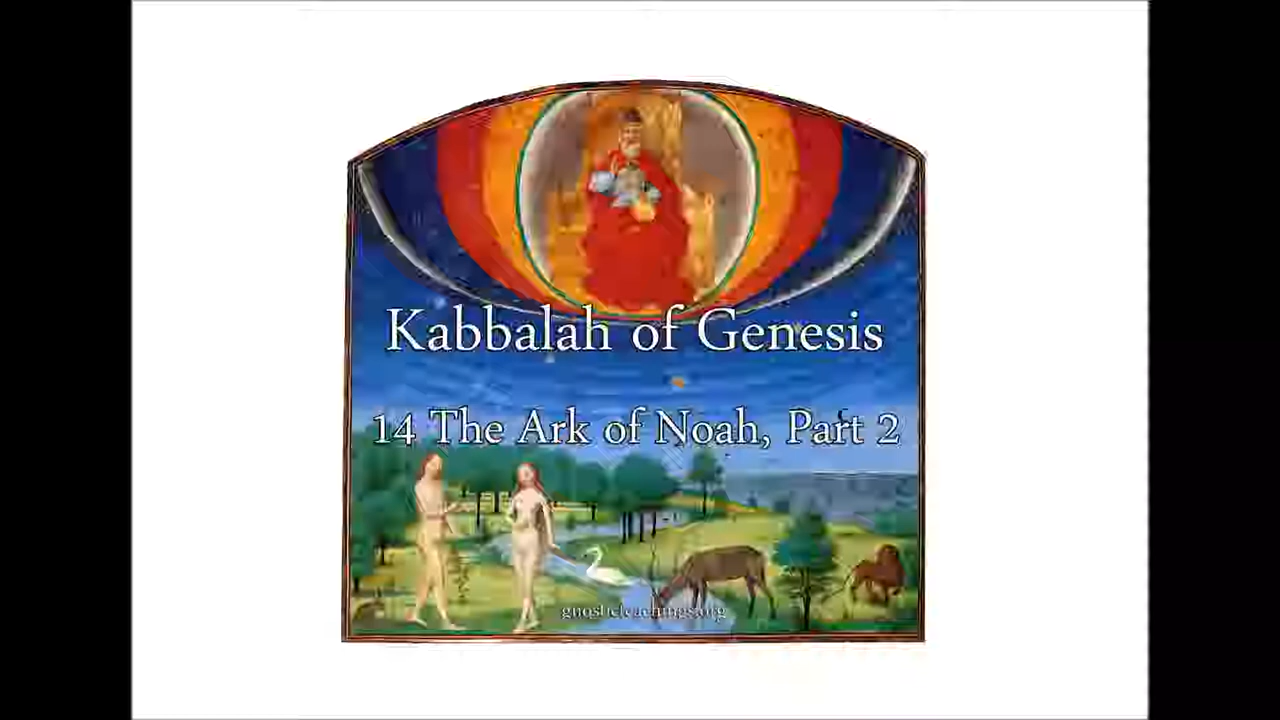 Kabbalah of Genesis
14 The Ark of Noah, Part 2
gnosticteachings.org